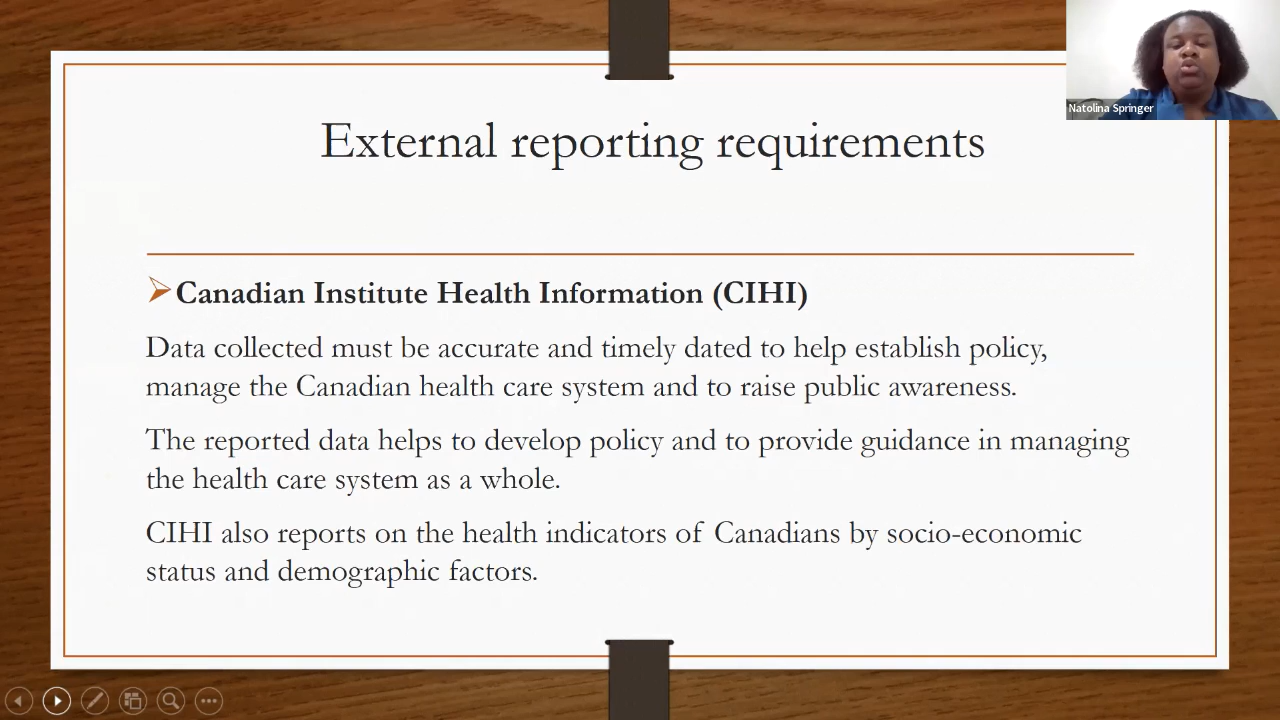 External reporting requirements
Natolina Springer
Canadian Institute Health Information (CIHI)
Data collected must be accurate and timely dated to help establish policy,
manage the Canadian health care system and to raise public awareness.
The reported data helps to develop policy and to provide guidance in managing
the health care system as a whole.
CIHI also reports on the health indicators of Canadians by socio-economic
status and demographic factors.